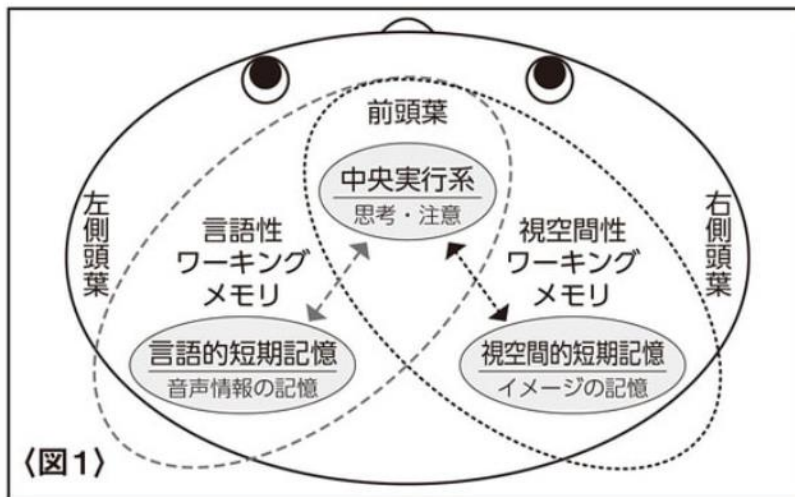 前頭葉
中央実行系
思考・注意
左側頭葉
言語性
ワーキング
メモリ
視空間性
ワーキング
メモリ
右側頭葉
言語的短期記憶
音声情報の記憶
視空間的短期記憶
イメージの記憶
〈図1〉